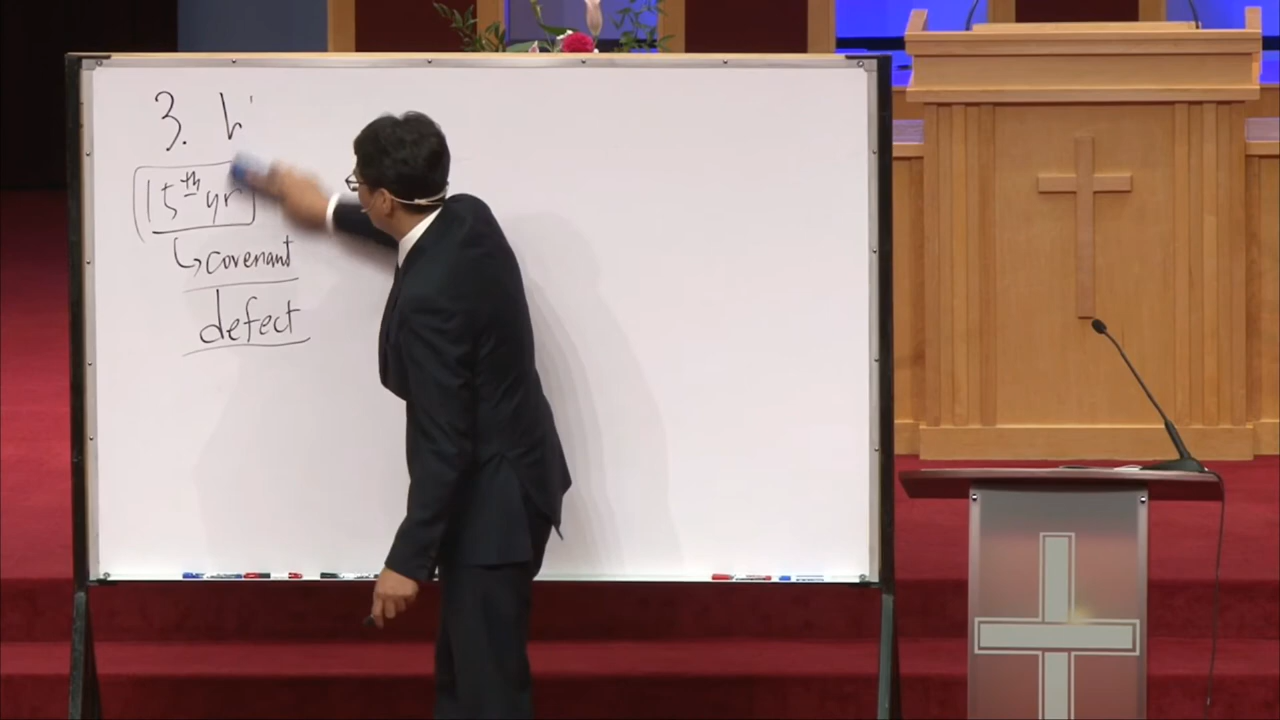 3.
15th yr
↳ covenant
defect